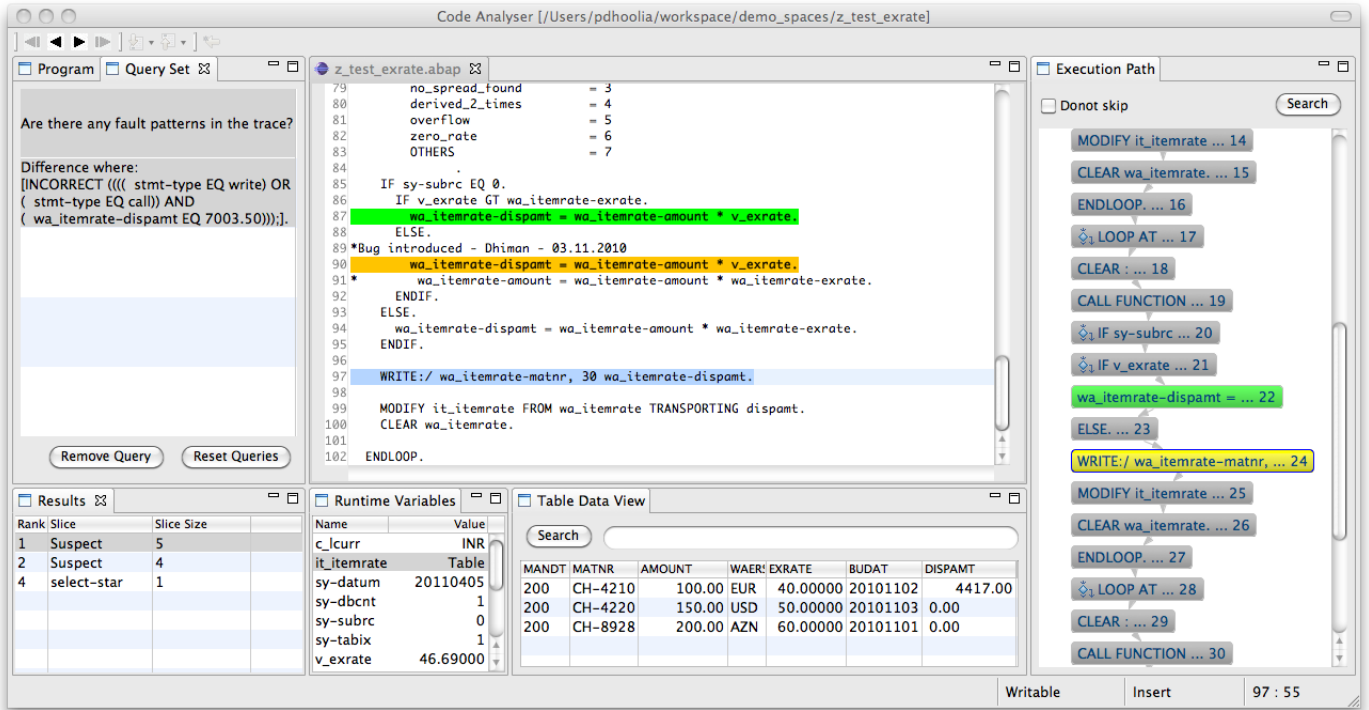 Code Analyser [/Users/pdhoolia/workspace/demo_spaces/z_test_exrate]
Program
Query Set
Are there any fault patterns in the trace?
Difference where:
[INCORRECT (((( stmt-type EQ write) OR
( stmt-type EQ call)) AND
( wa_itemrate-dispamt EQ 7003.50)));].
Remove Query
Reset Queries
z_test_exrate.abap
79 no_spread_found = 3
80 derived_2_times = 4
81 overflow = 5
82 zero_rate = 6
83 OTHERS = 7
84 .
85 IF sy-subrc EQ 0.
86 IF v_exrate GT wa_itemrate-exrate.
87 wa_itemrate-dispamt = wa_itemrate-amount * v_exrate.
88 ELSE.
89 *Bug introduced - Dhiman - 03.11.2010
90 wa_itemrate-dispamt = wa_itemrate-amount * v_exrate.
91 * wa_itemrate-amount = wa_itemrate-amount * wa_itemrate-exrate.
92 ENDIF.
93 ELSE.
94 wa_itemrate-dispamt = wa_itemrate-amount * wa_itemrate-exrate.
95 ENDIF.
96
97 WRITE:/ wa_itemrate-matnr, 30 wa_itemrate-dispamt.
98
99 MODIFY it_itemrate FROM wa_itemrate TRANSPORTING dispamt.
100 CLEAR wa_itemrate.
101
102 ENDLOOP.
Execution Path
Donot skip
Search
MODIFY it_itemrate ... 14
CLEAR wa_itemrate. ... 15
ENDLOOP. ... 16
LOOP AT ... 17
CLEAR : ... 18
CALL FUNCTION ... 19
IF sy-subrc ... 20
IF v_exrate ... 21
wa_itemrate-dispamt = ... 22
ELSE. ... 23
WRITE:/ wa_itemrate-matnr, ... 24
MODIFY it_itemrate ... 25
CLEAR wa_itemrate. ... 26
ENDLOOP. ... 27
LOOP AT ... 28
CLEAR : ... 29
CALL FUNCTION ... 30
Results
Rank Slice Slice Size
1 Suspect 5
2 Suspect 4
4 select-star 1
Runtime Variables
Name Value
c_lcurr INR
it_itemrate Table
sy-datum 20110405
sy-dbcnt 1
sy-subrc 0
sy-tabix 1
v_exrate 46.69000
Table Data View
Search
MANDT MATNR AMOUNT WAERS EXRATE BUDAT DISPAMT
200 CH-4210 100.00 EUR 40.00000 20101102 4417.00
200 CH-4220 150.00 USD 50.00000 20101103 0.00
200 CH-8928 200.00 AZN 60.00000 20101101 0.00
Writable
Insert
97 : 55